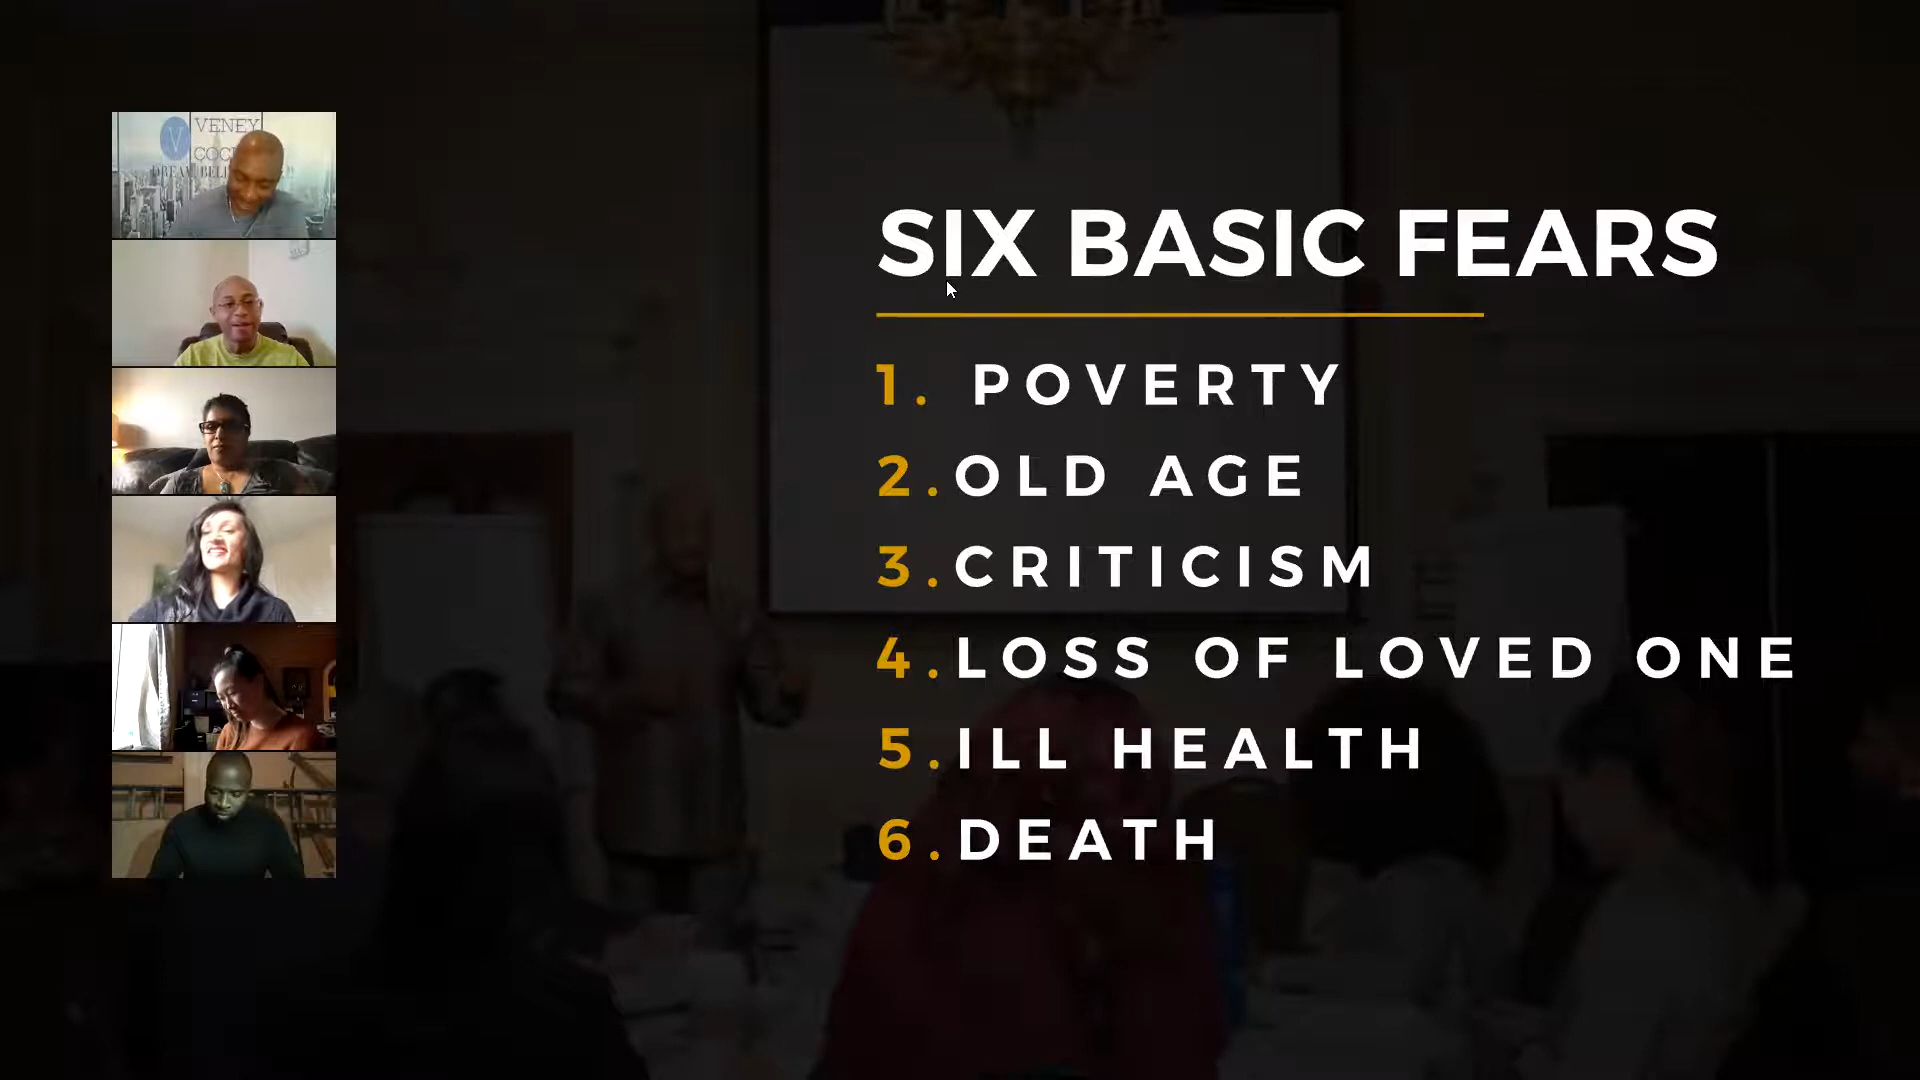 VENEY
V
DREAM
SIX BASIC FEARS
1. POVERTY
2. OLD AGE
3. CRITICISM
4. LOSS OF LOVED ONE
5. ILL HEALTH
6. DEATH